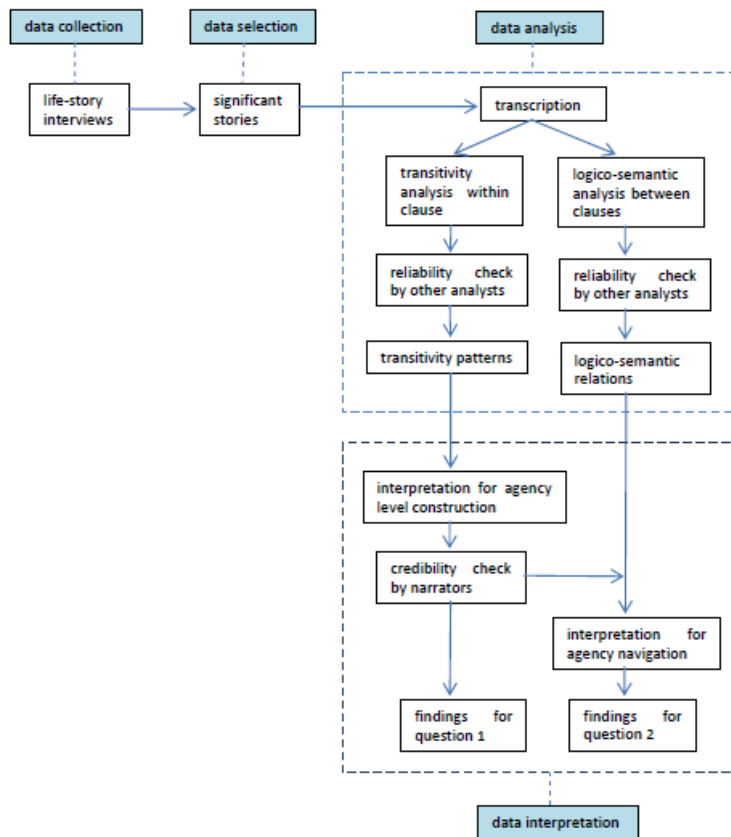 data collection
data selection
data analysis
life-story
interviews
significant
stories
transcription
transitivity
analysis within
clause
logico-semantic
analysis between
clauses
reliability check
by other analysts
reliability check
by other analysts
transitivity patterns
logico-semantic
relations
interpretation for agency
level construction
credibility check
by narrators
interpretation for
agency navigation
findings for
question 1
findings for
question 2
data interpretation